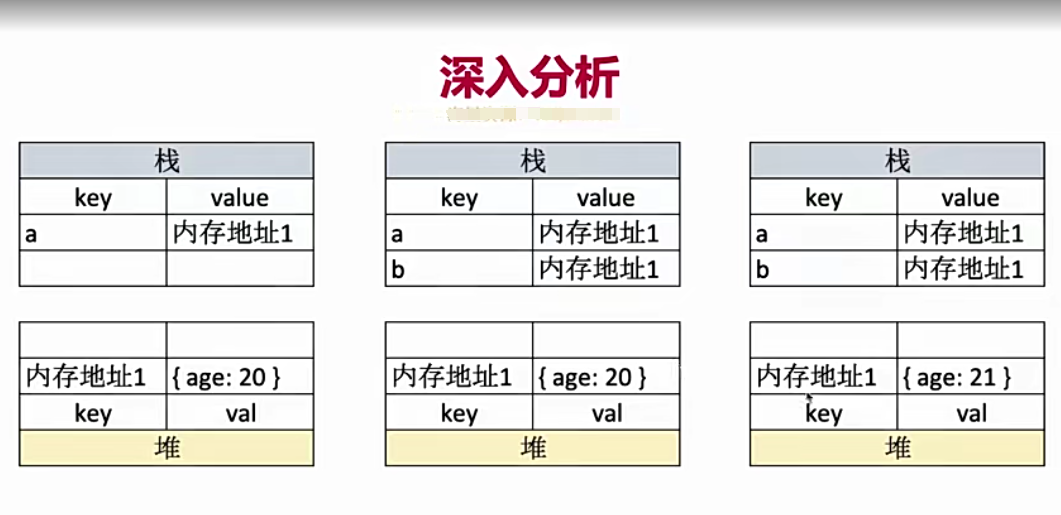 深入分析
栈 栈 栈
key value key value key value
a 内存地址1 a 内存地址1 a 内存地址1
b 内存地址1 b 内存地址1
内存地址1 { age: 20 } 内存地址1 { age: 20 } 内存地址1 { age: 21 }
key val key val key val
堆 堆 堆